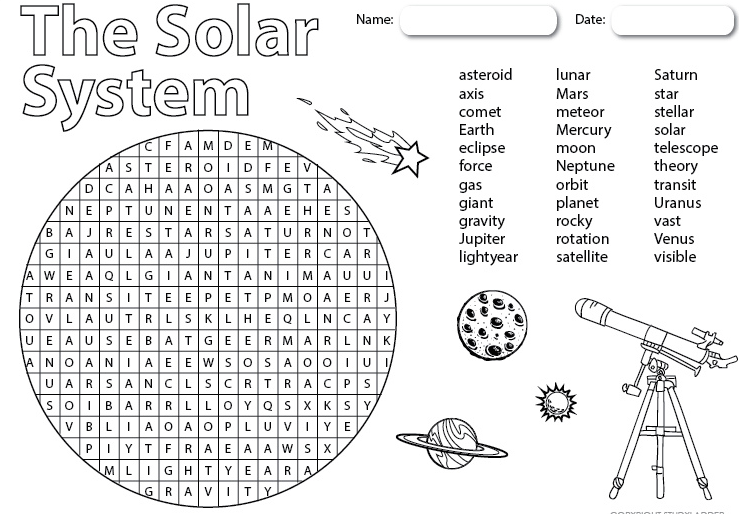 The Solar
System
Name:
Date:
asteroid lunar Saturn
axis Mars star
comet meteor stellar
Earth Mercury solar
eclipse moon telescope
force Neptune theory
gas orbit transit
giant planet Uranus
gravity rocky vast
Jupiter rotation Venus
lightyear satellite visible
C F A M D E M
A S T E R O I D F E V
D C A H A A O A S M G T A
N E P T U N E N T A A E H E S
B A J R E S T A R S A T U R N O T
G I A U L A A J U P I T E R C A R
A W E A Q L G I A N T A N I M A U U I
T R A N S I T E E P E T P M O A E R J
O V L A U T R L S K L H E Q L N C A Y
U E A U S E B A T G E E R M A R L N K
A N O A N I A E E W S O S A O O I U I
U A R S A N C L S C R T R A C P S
S O I B A R R L L O Y Q S X K S Y
V B L I A O A O P L U V I Y E
P I Y T F R A E A A W S X
M L I G H T Y E A R A
G R A V I T Y